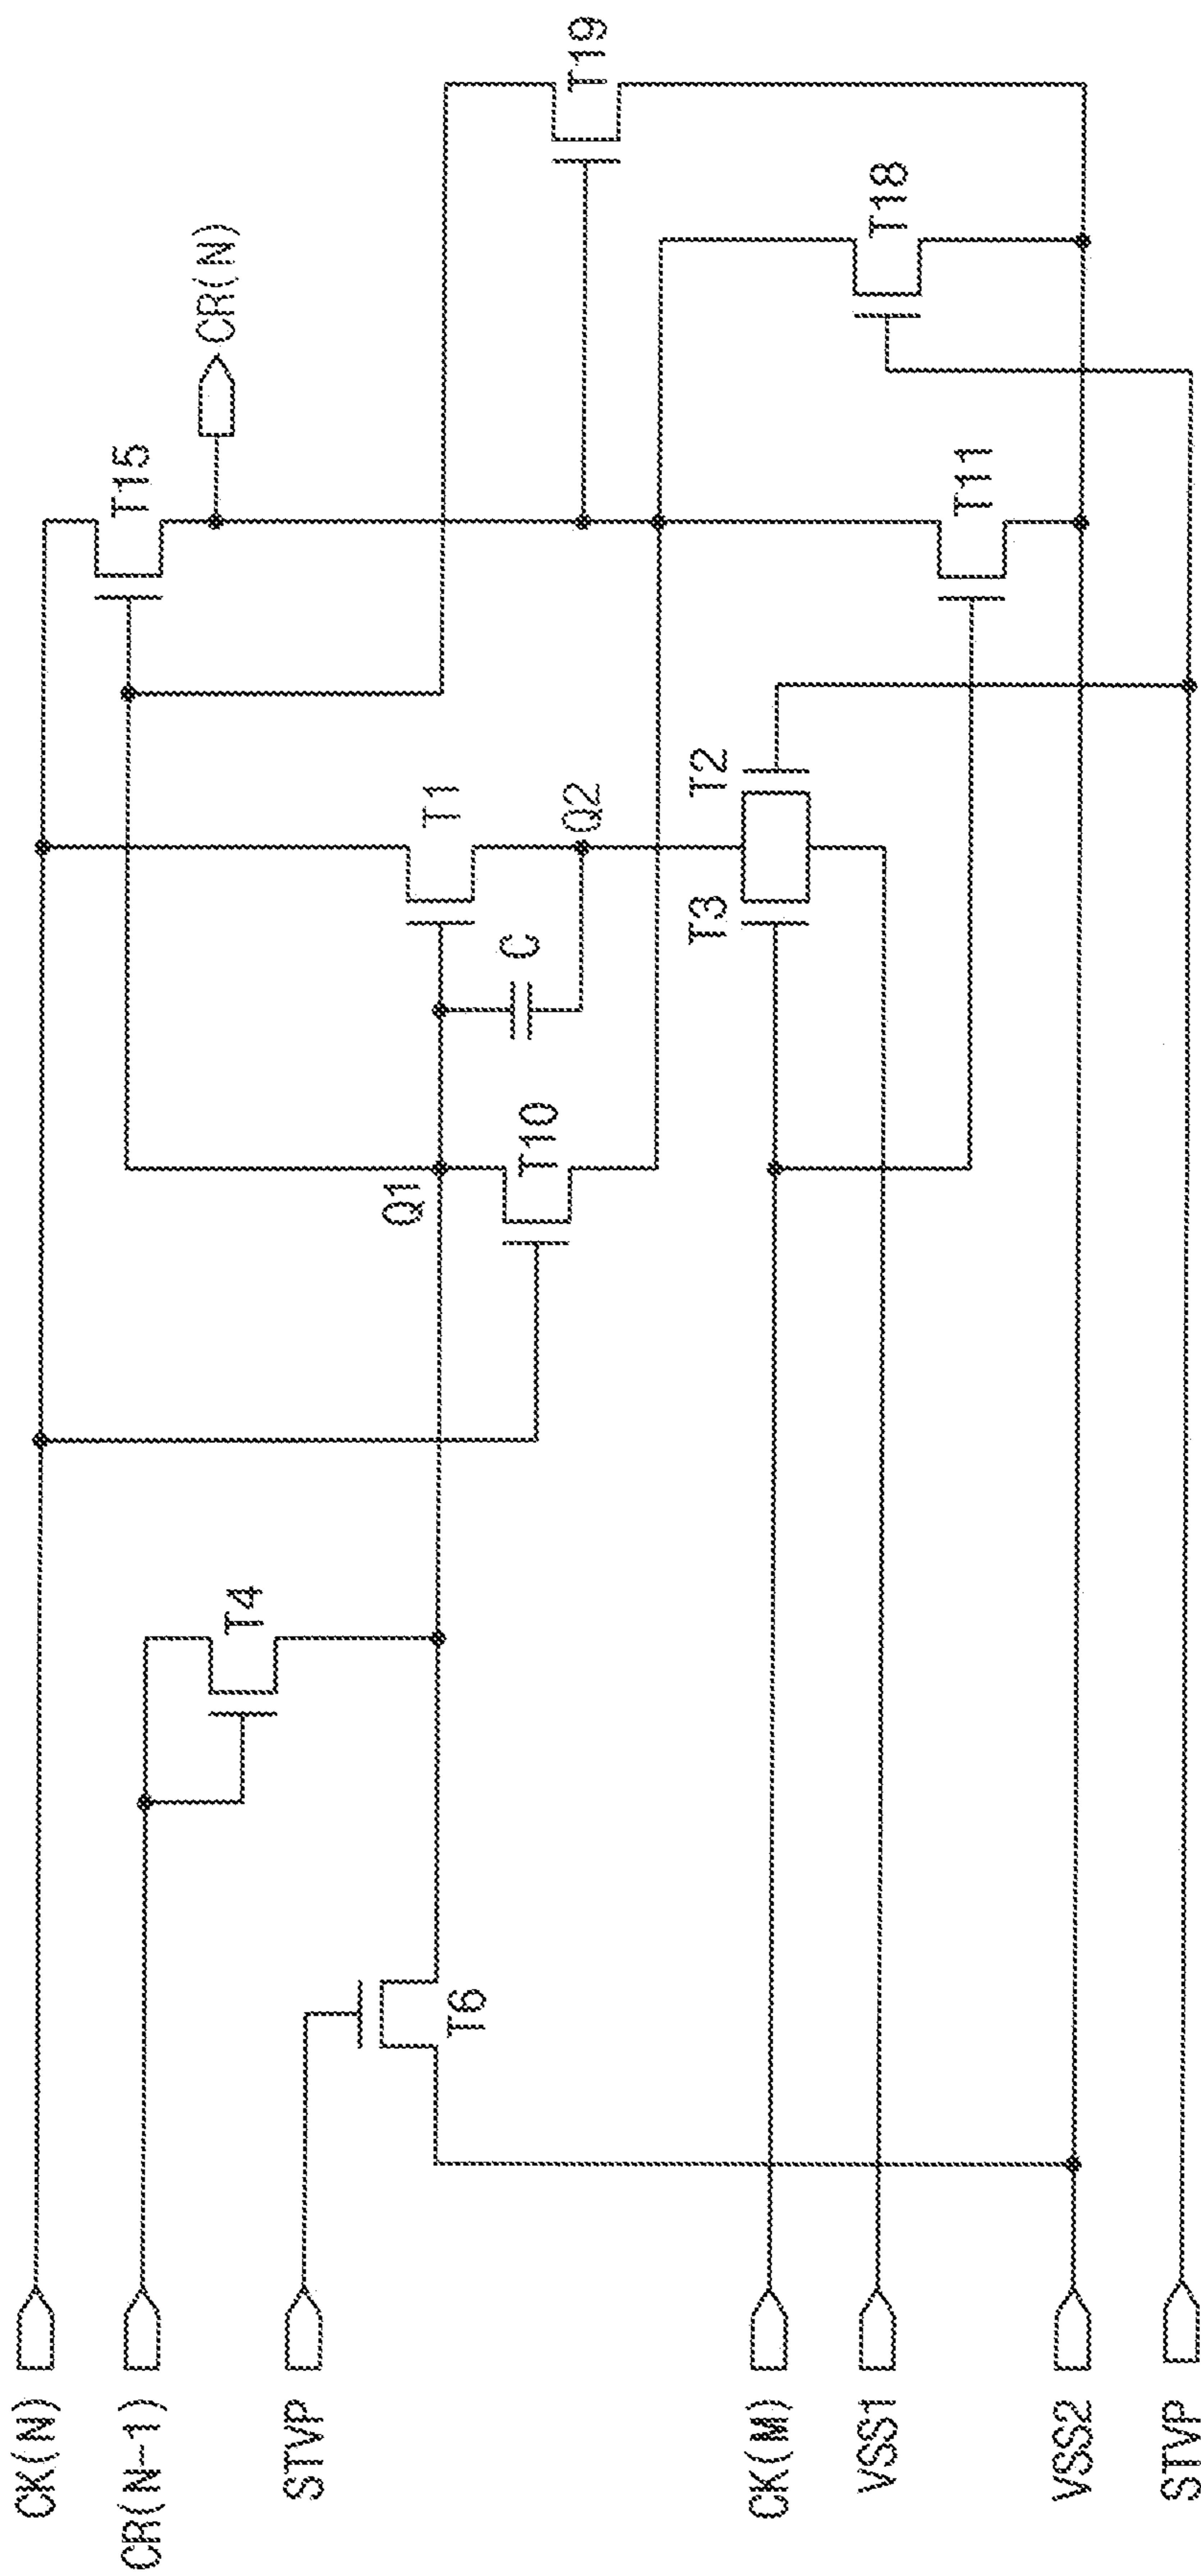 CK(N)
CR(N-1)
STVP
CK(M)
VSS1
VSS2
STVP
T6
T4
Q1
T10
C
T1
Q2
T3
T2
T15
CR(N)
T11
T18
T19